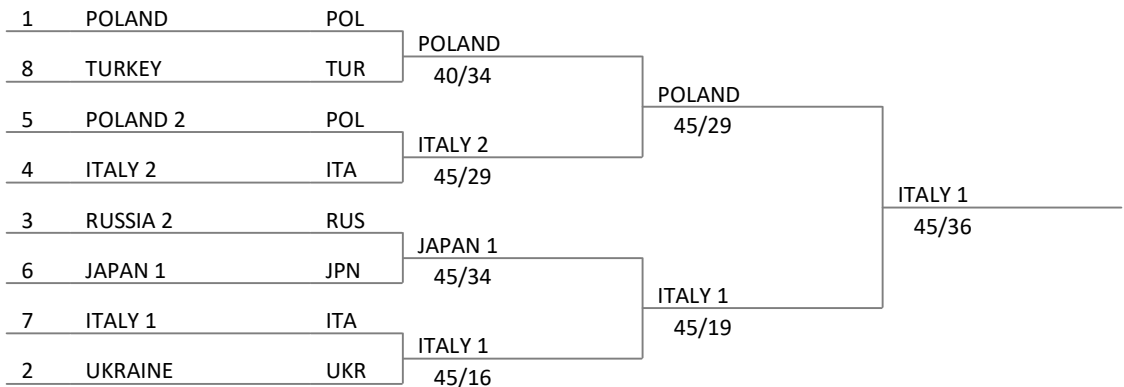 1 POLAND POL
POLAND
8 TURKEY TUR
40/34
POLAND
5 POLAND 2 POL
45/29
ITALY 2
4 ITALY 2 ITA
45/29
ITALY 1
3 RUSSIA 2 RUS
45/36
JAPAN 1
6 JAPAN 1 JPN
45/34
ITALY 1
7 ITALY 1 ITA
45/19
ITALY 1
2 UKRAINE UKR
45/16